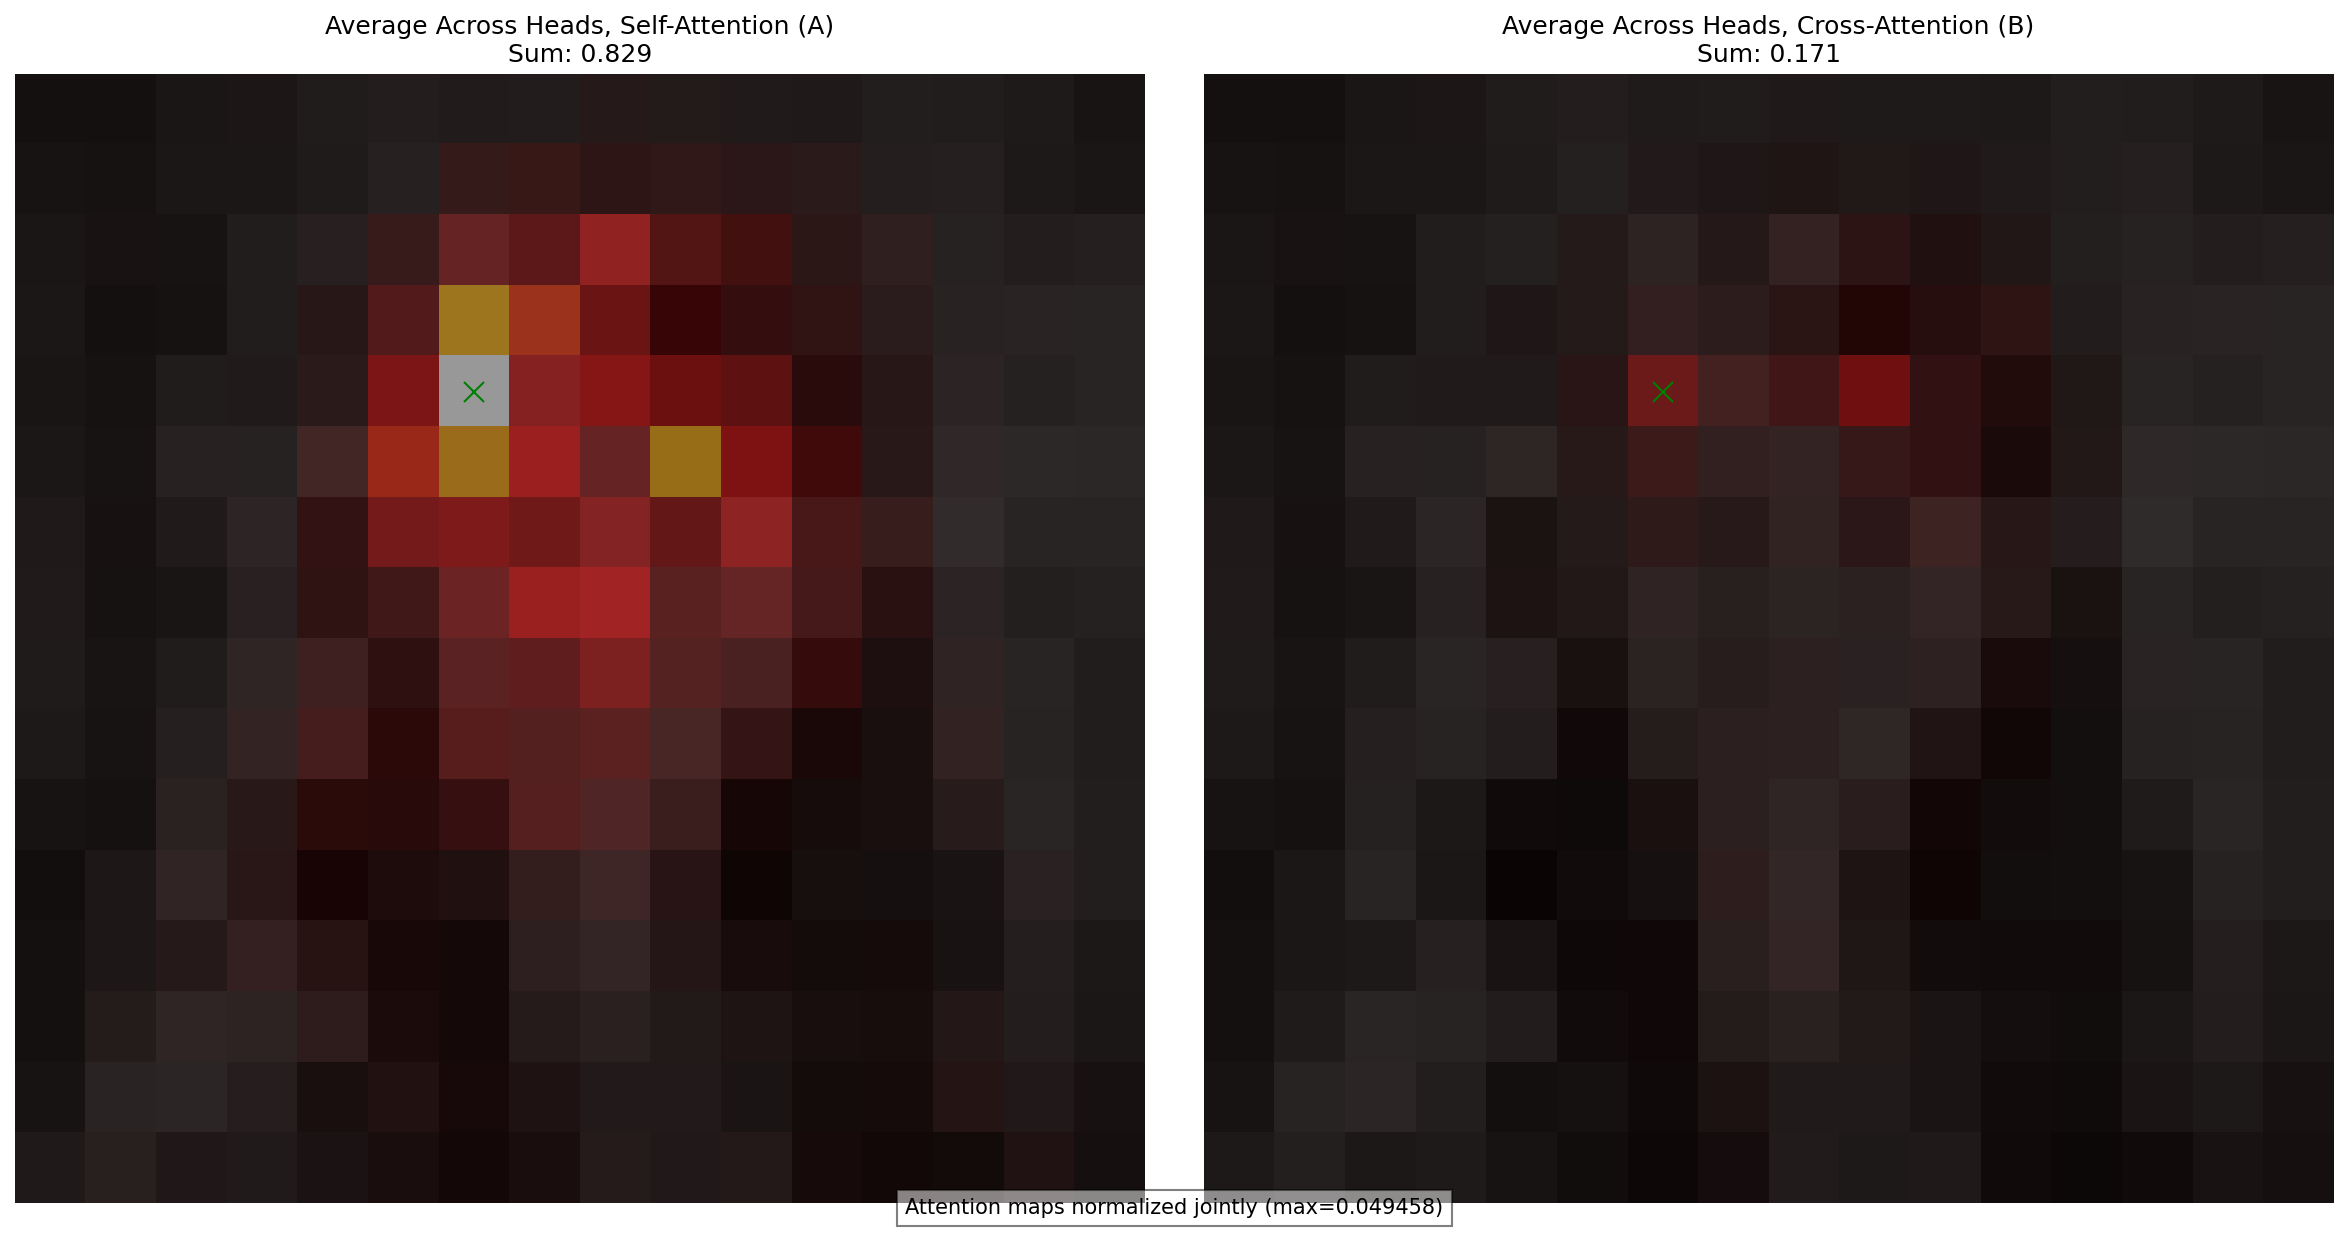 Average Across Heads, Self-Attention (A)
Sum: 0.829
Average Across Heads, Cross-Attention (B)
Sum: 0.171
Attention maps normalized jointly (max=0.049458)